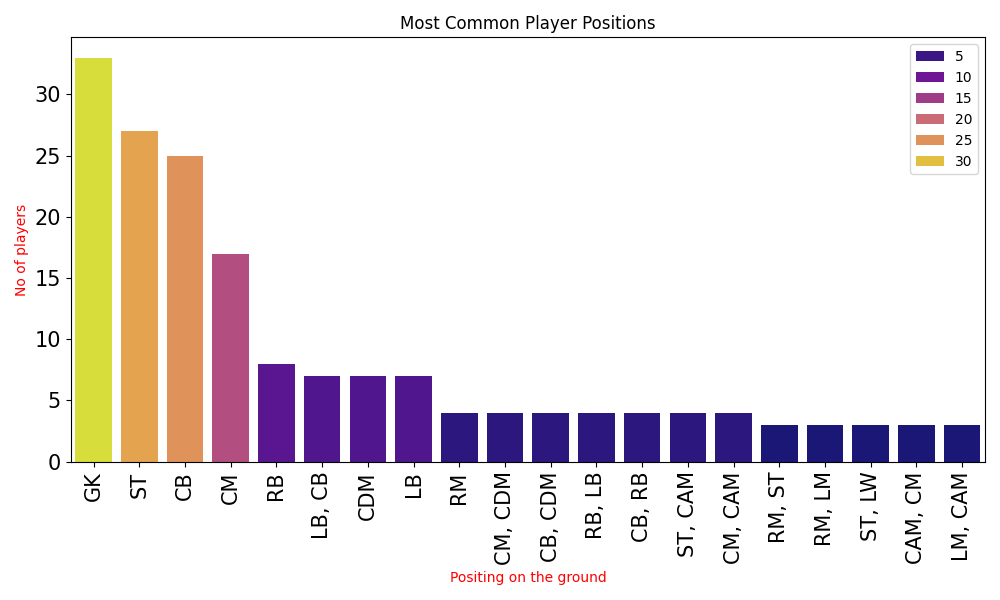 Most Common Player Positions
No of players
30
25
20
15
10
5
0
5
10
15
20
25
30
GK
ST
CB
CM
RB
LB, CB
CDM
LB
RM
CM, CDM
CB, CDM
RB, LB
CB, RB
ST, CAM
CM, CAM
RM, ST
RM, LM
ST, LW
CAM, CM
LM, CAM
Positing on the ground